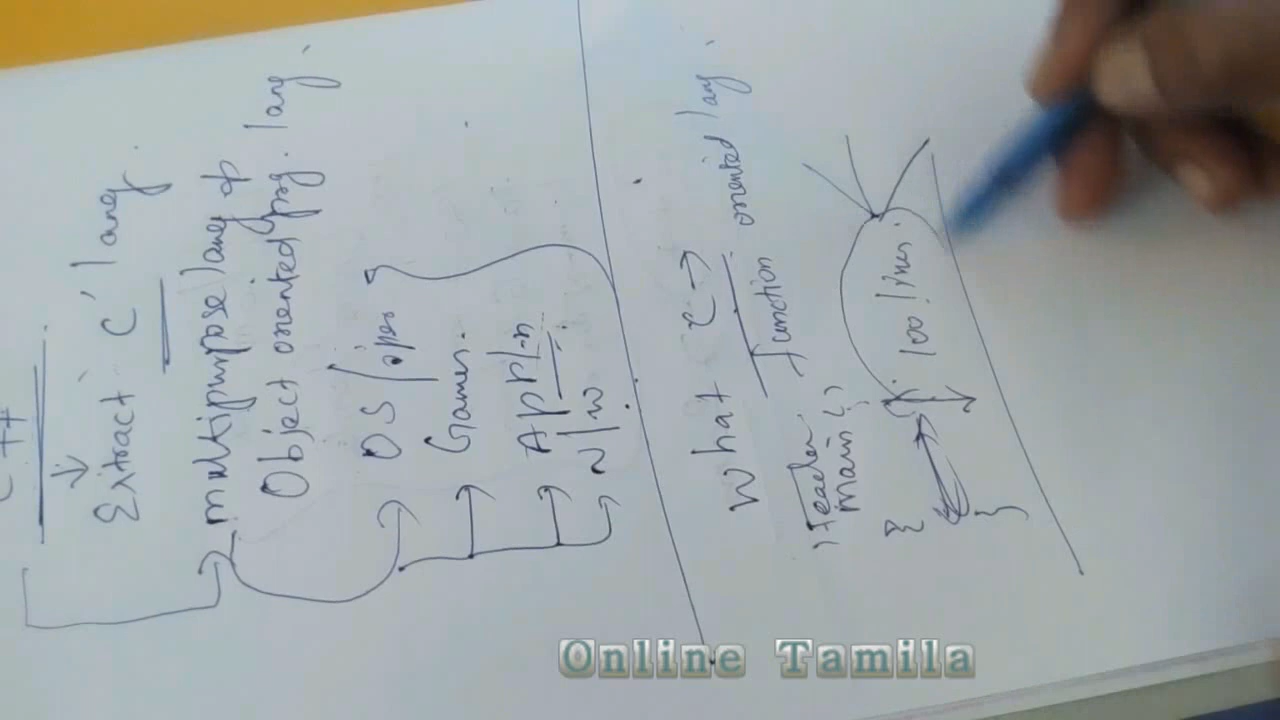 C++
Extract 'C' lang.
multipurpose lang of
Object oriented prog. lang.
OS
Games.
Appl-n
N/w
What C →
function oriented lang.
Header
main()
{
100 lines.
}
Online Tamila